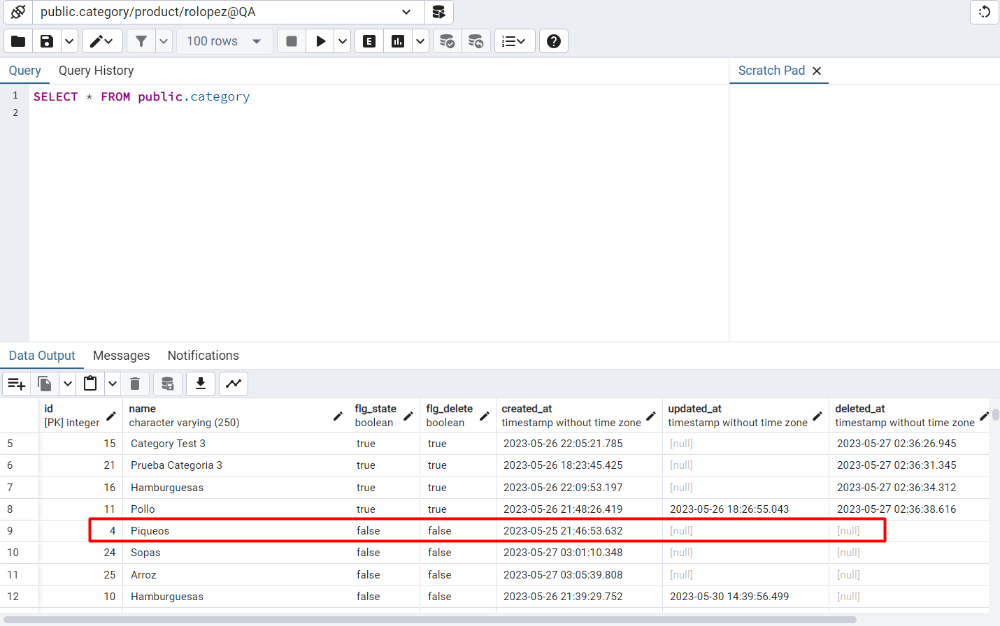 public.category/product/rolopez@QA
100 rows
E
Query Query History Scratch Pad
1 SELECT * FROM public.category
2
Data Output Messages Notifications
id name flg_state flg_delete created_at updated_at deleted_at
[PK] integer character varying (250) boolean boolean timestamp without time zone timestamp without time zone timestamp without time zone
5 15 Category Test 3 true true 2023-05-26 22:05:21.785 [null] 2023-05-27 02:36:26.945
6 21 Prueba Categoria 3 true true 2023-05-26 18:23:45.425 [null] 2023-05-27 02:36:31.345
7 16 Hamburguesas true true 2023-05-26 22:09:53.197 [null] 2023-05-27 02:36:34.312
8 11 Pollo true true 2023-05-26 21:48:26.419 2023-05-26 18:26:55.043 2023-05-27 02:36:38.616
9 4 Piqueos false false 2023-05-25 21:46:53.632 [null] [null]
10 24 Sopas false false 2023-05-27 03:01:10.348 [null] [null]
11 25 Arroz false false 2023-05-27 03:05:39.808 [null] [null]
12 10 Hamburguesas false false 2023-05-26 21:39:29.752 2023-05-30 14:39:56.499 [null]